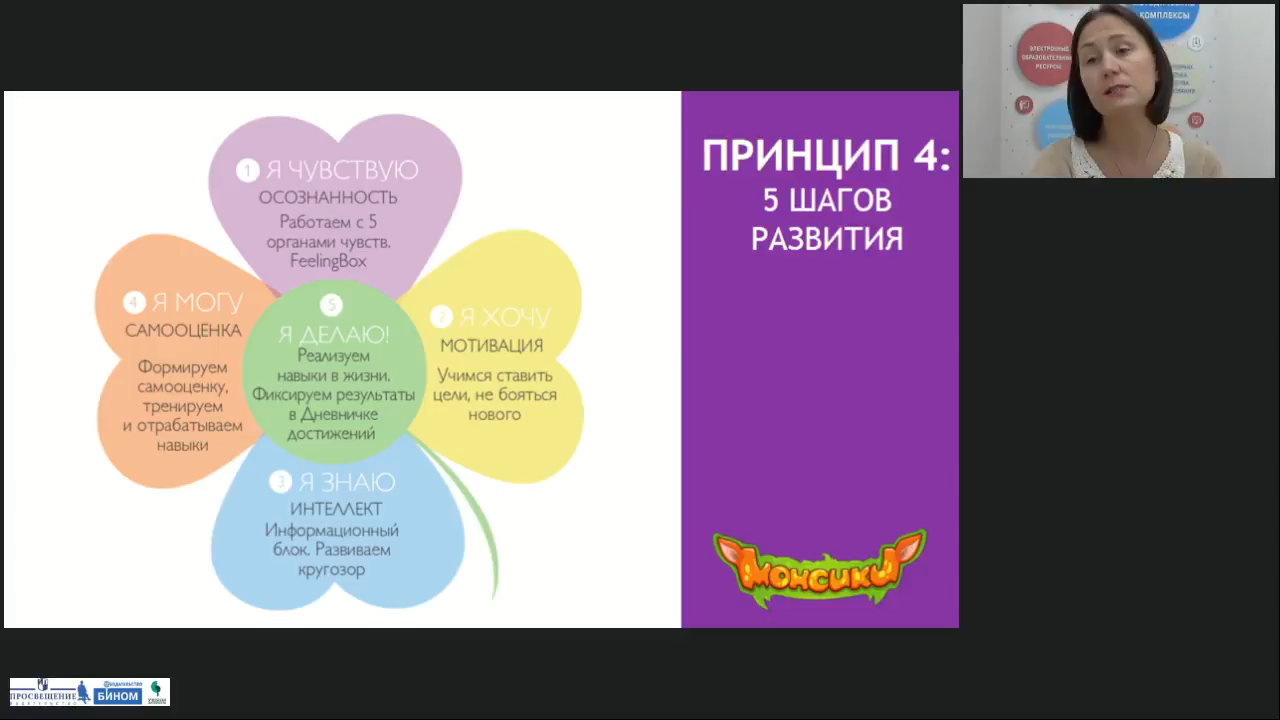 1 Я ЧУВСТВУЮ
ОСОЗНАННОСТЬ
Работаем с 5
органами чувств.
FeelingBox
2 Я ХОЧУ
МОТИВАЦИЯ
Учимся ставить
цели, не бояться
нового
3 Я ЗНАЮ
ИНТЕЛЛЕКТ
Информационный
блок. Развиваем
кругозор
4 Я МОГУ
САМООЦЕНКА
Формируем
самооценку,
тренируем
и отрабатываем
навыки
5
Я ДЕЛАЮ!
Реализуем
навыки в жизни.
Фиксируем результаты
в Дневничке
достижений
ПРИНЦИП 4:
5 ШАГОВ
РАЗВИТИЯ
МОНСИКИ
КОМПЛЕКСЫ
ЭЛЕКТРОННЫЕ
ОБРАЗОВАТЕЛЬНЫЕ
РЕСУРСЫ
ПРОСВЕЩЕНИЕ
ИЗДАТЕЛЬСТВО
ИЗДАТЕЛЬСТВО
БИНОМ